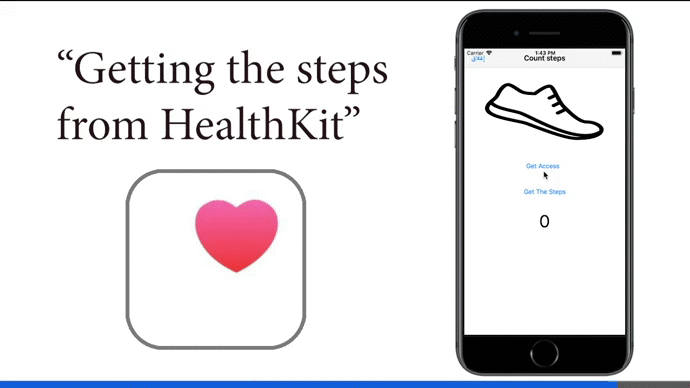 “Getting the steps
from HealthKit”
Carrier
1:43 PM
إغلاق
Count steps
Get Access
Get The Steps
0